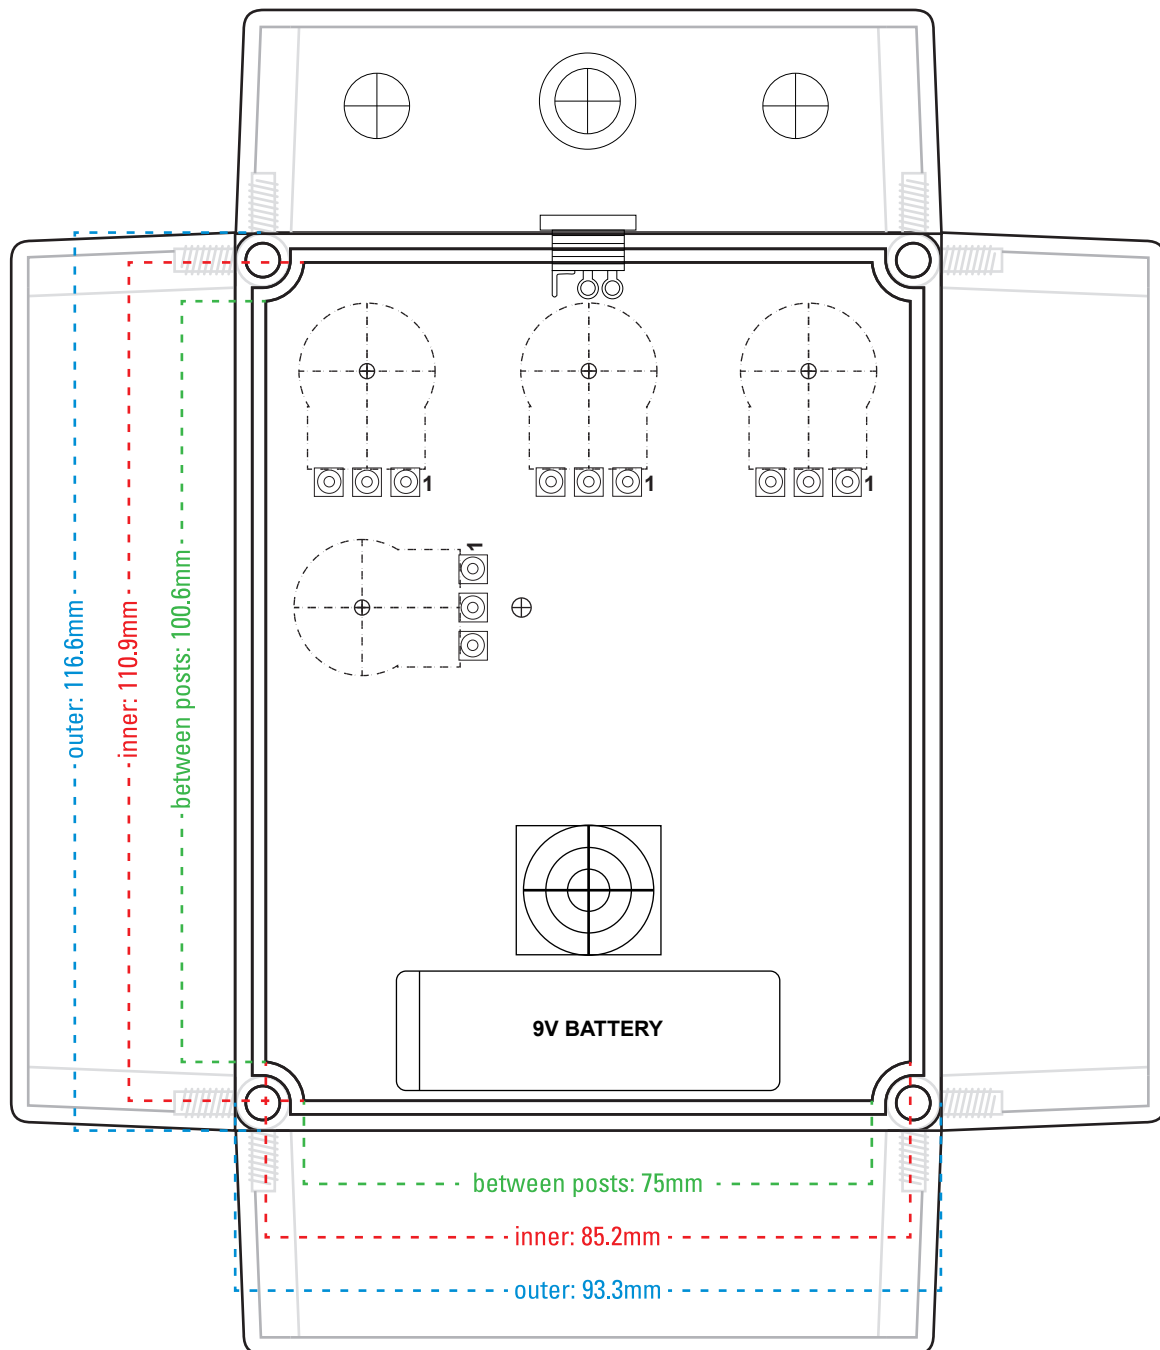 1
1
1
1
outer: 116.6mm
inner: 110.9mm
between posts: 100.6mm
9V BATTERY
between posts: 75mm
inner: 85.2mm
outer: 93.3mm